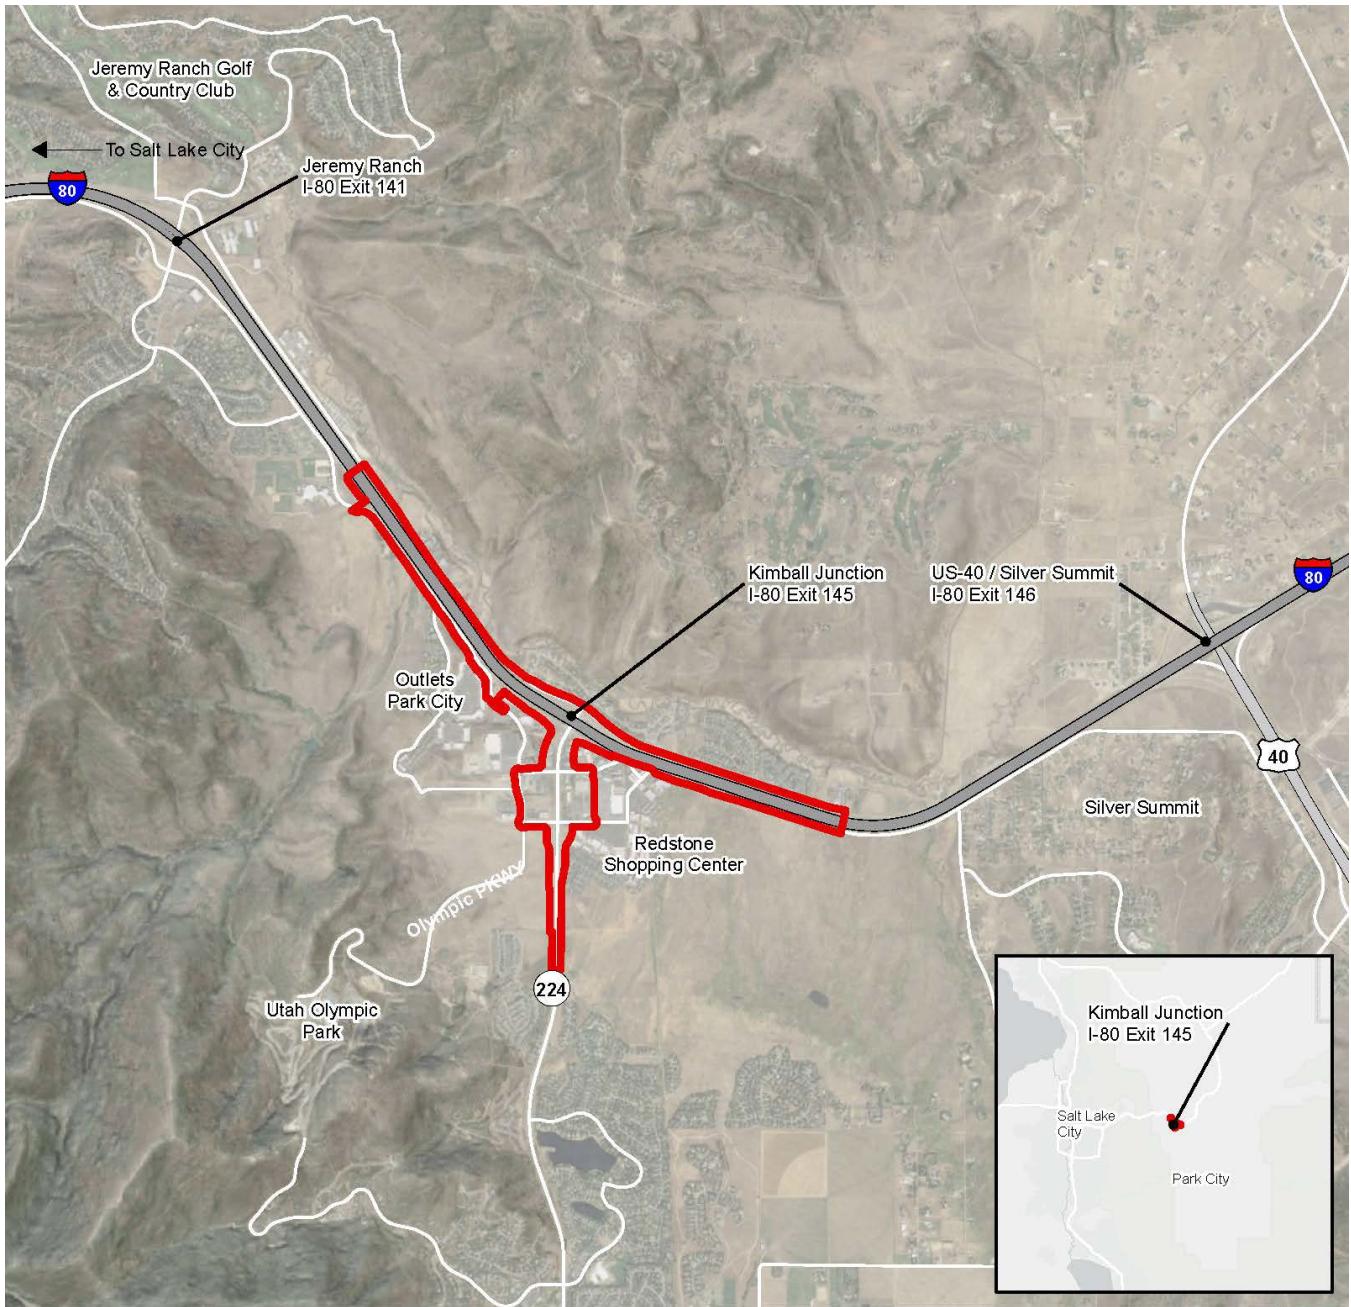 Jeremy Ranch Golf
& Country Club
To Salt Lake City
Jeremy Ranch
I-80 Exit 141
80
Kimball Junction
I-80 Exit 145
US-40 / Silver Summit
I-80 Exit 146
80
Outlets
Park City
40
Silver Summit
Redstone
Shopping Center
Olympic PKWY
224
Utah Olympic
Park
Kimball Junction
I-80 Exit 145
Salt Lake
City
Park City